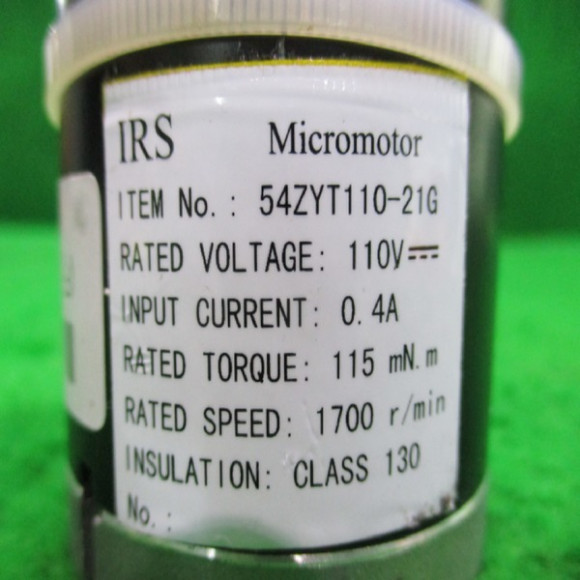 IRS Micromotor
ITEM No.: 54ZYT110-21G
RATED VOLTAGE: 110V⎓
INPUT CURRENT: 0.4A
RATED TORQUE: 115 mN.m
RATED SPEED: 1700 r/min
INSULATION: CLASS 130
No.: